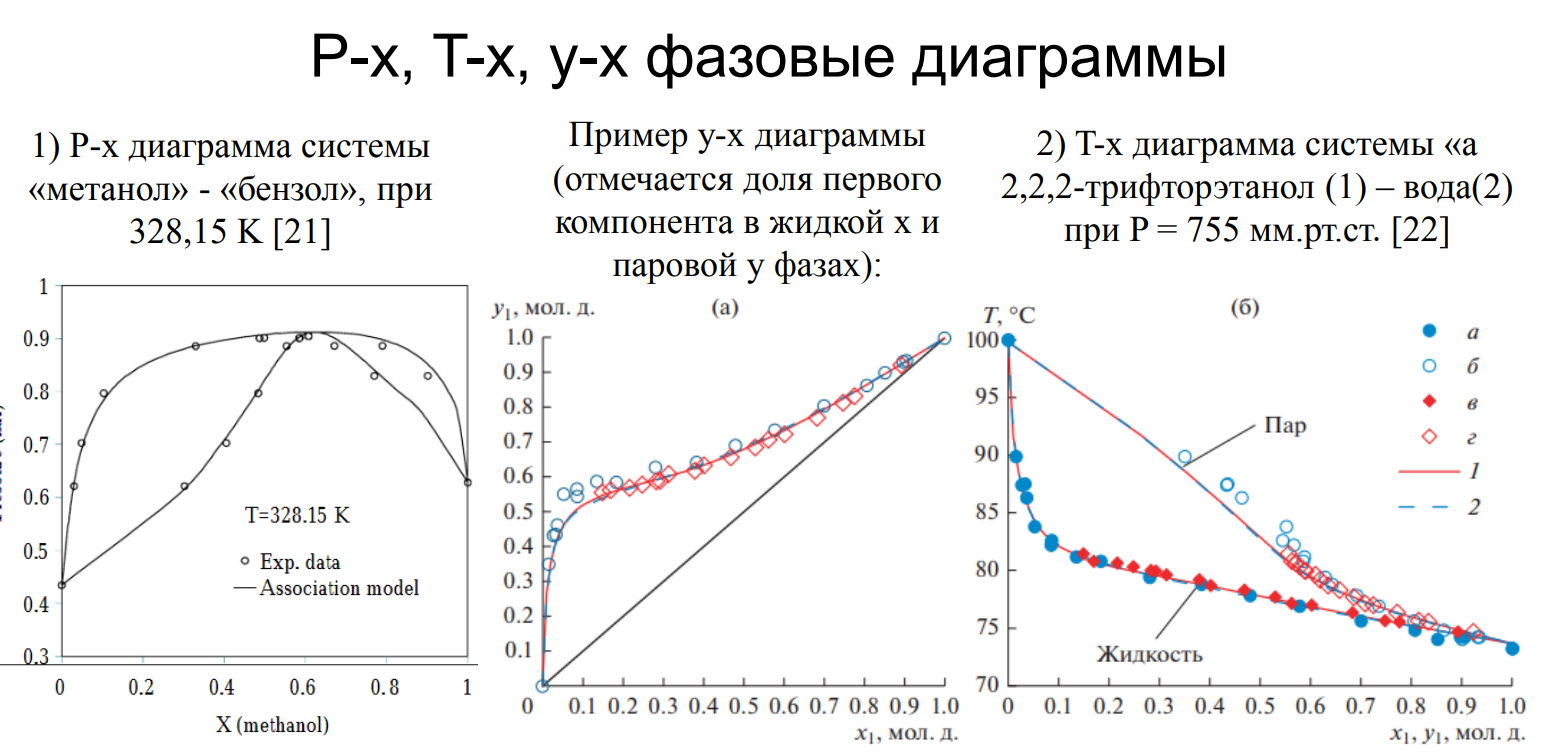 P-x, T-x, y-x фазовые диаграммы
1) P-x диаграмма системы
«метанол» - «бензол», при
328,15 K [21]
1
0.9
0.8
0.7
0.6
0.5
0.4
0.3
T=328.15 K
Exp. data
Association model
0
0.2
0.4
0.6
0.8
1
X (methanol)
Пример y-x диаграммы
(отмечается доля первого
компонента в жидкой x и
паровой y фазах):
y1, мол. д.
(а)
1.0
0.9
0.8
0.7
0.6
0.5
0.4
0.3
0.2
0.1
0 0.1 0.2 0.3 0.4 0.5 0.6 0.7 0.8 0.9 1.0
x1, мол. д.
2) T-x диаграмма системы «а
2,2,2-трифторэтанол (1) – вода(2)
при P = 755 мм.рт.ст. [22]
T, °C
(б)
100
95
90
85
80
75
70
Пар
Жидкость
а
б
в
г
1
2
0 0.1 0.2 0.3 0.4 0.5 0.6 0.7 0.8 0.9 1.0
x1, y1, мол. д.